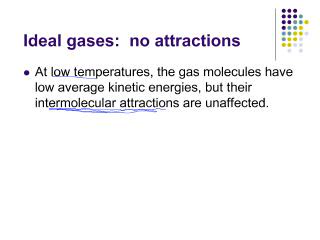 Ideal gases:  no attractions
At low temperatures, the gas molecules have
low average kinetic energies, but their
intermolecular attractions are unaffected.